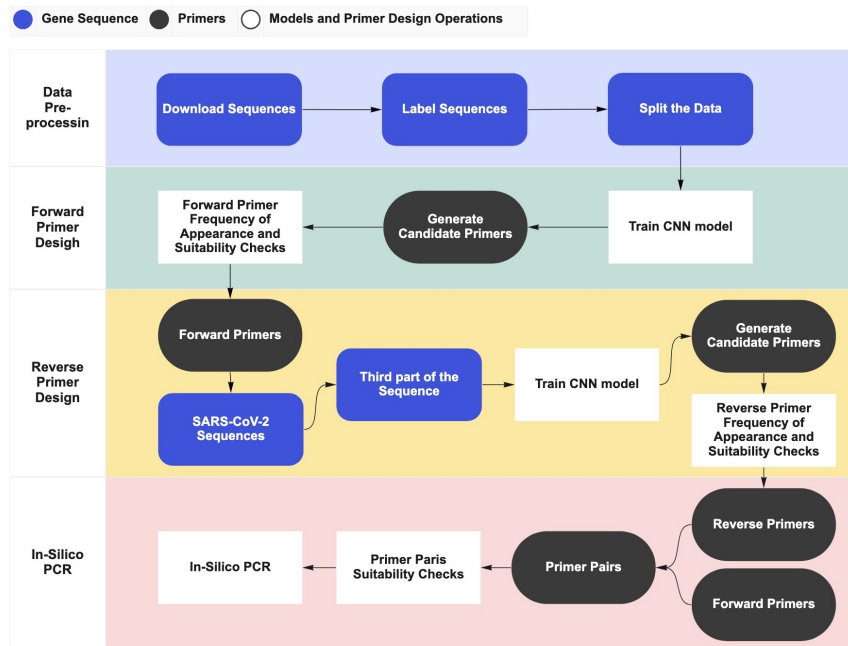 Gene Sequence Primers Models and Primer Design Operations
Data
Pre-
processin
Download Sequences
Label Sequences
Split the Data
Forward
Primer
Desigh
Forward Primer
Frequency of
Appearance and
Suitability Checks
Generate
Candidate Primers
Train CNN model
Reverse
Primer
Design
Forward Primers
SARS-CoV-2
Sequences
Third part of the
Sequence
Train CNN model
Generate
Candidate Primers
Reverse Primer
Frequency of
Appearance and
Suitability Checks
In-Silico
PCR
In-Silico PCR
Primer Paris
Suitability Checks
Primer Pairs
Reverse Primers
Forward Primers